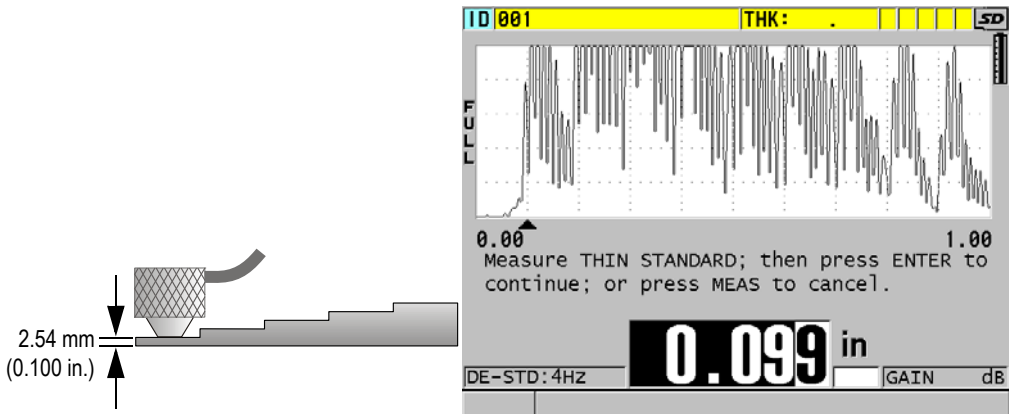 2.54 mm
(0.100 in.)
ID 001 THK: . SD
FULL
0.00 1.00
Measure THIN STANDARD; then press ENTER to
continue; or press MEAS to cancel.
0.099 in
DE-STD:4Hz GAIN dB